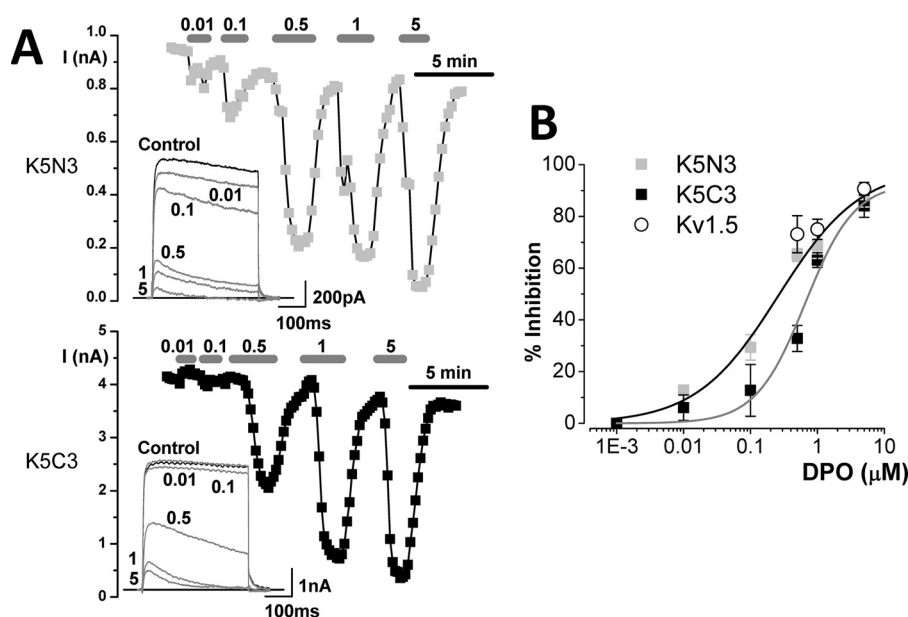 A
0.01 0.1 0.5 1 5
1.0
I (nA)
0.8
0.6
0.4
0.2
0.0
5 min
K5N3
Control
0.01
0.1
0.5
1
5
200pA
100ms
5
I (nA)
4
3
2
1
0
0.01 0.1 0.5 1 5
5 min
K5C3
Control
0.01 0.1
0.5
1
5
1nA
100ms
B
100
80
60
40
20
0
% Inhibition
K5N3
K5C3
Kv1.5
1E-3 0.01 0.1 1 10
DPO (μM)